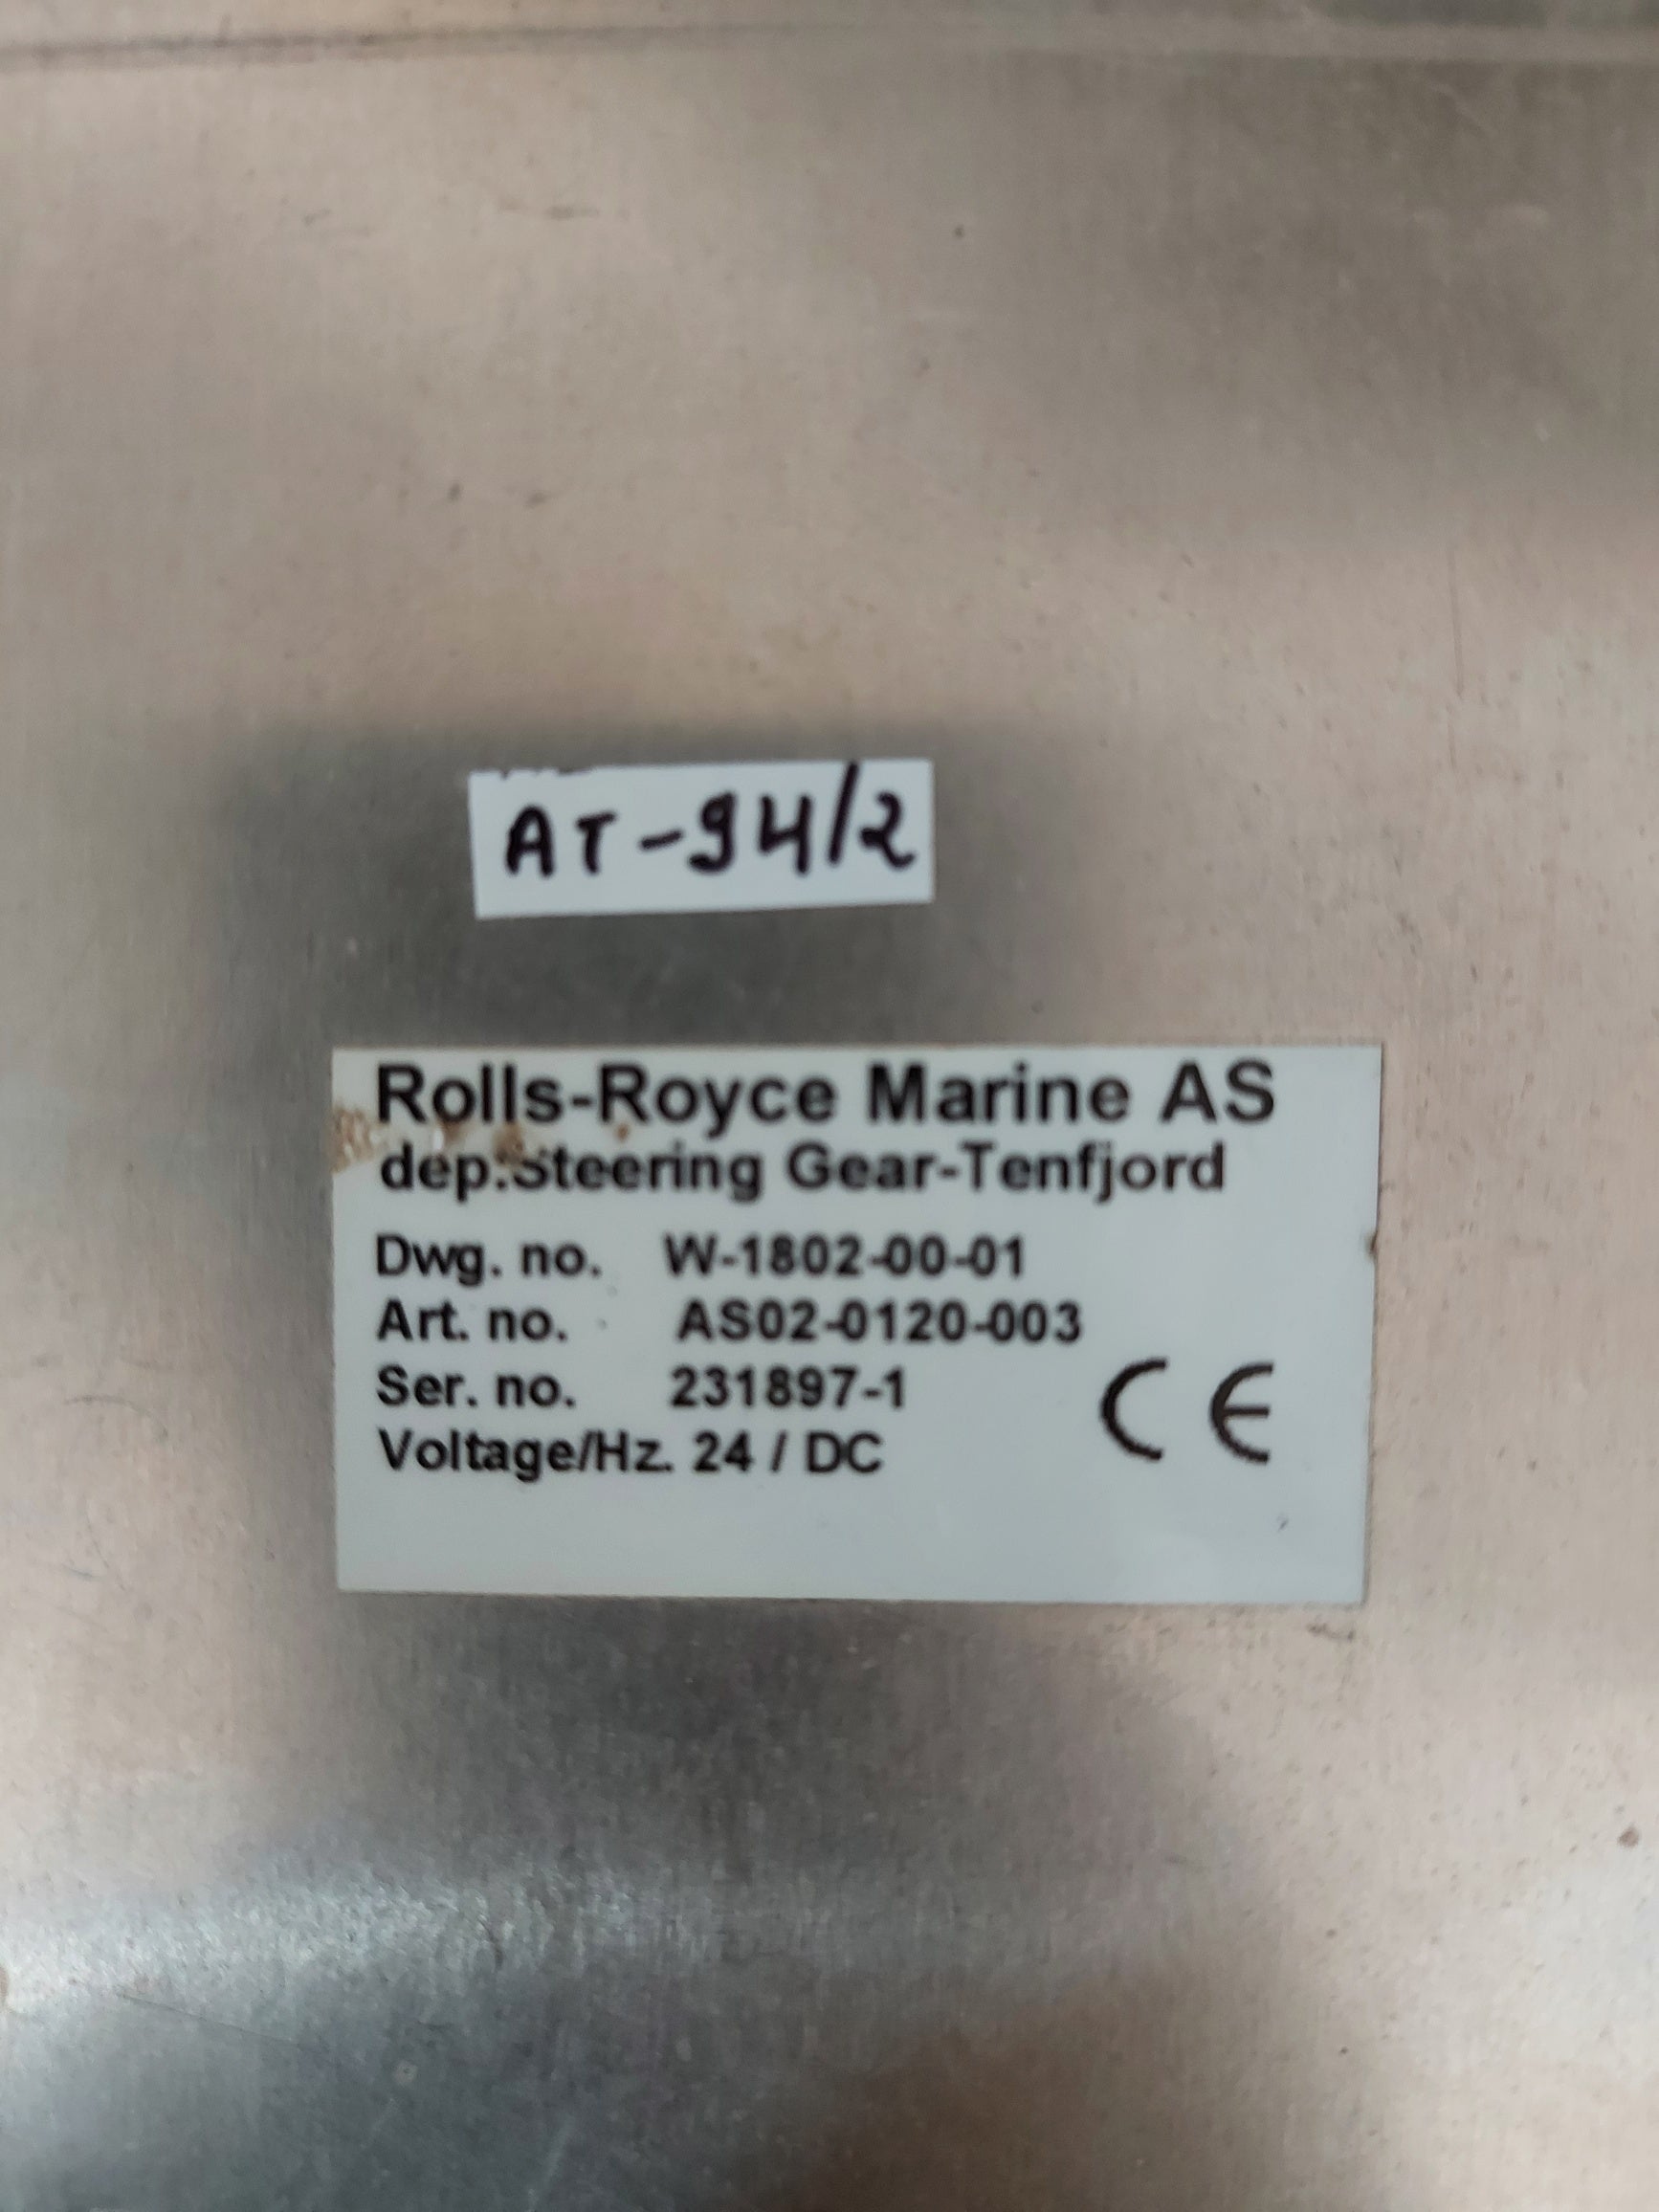 AT-94/2
Rolls-Royce Marine AS
dep.Steering Gear-Tenfjord
Dwg. no. W-1802-00-01
Art. no. AS02-0120-003
Ser. no. 231897-1
Voltage/Hz. 24 / DC
CE